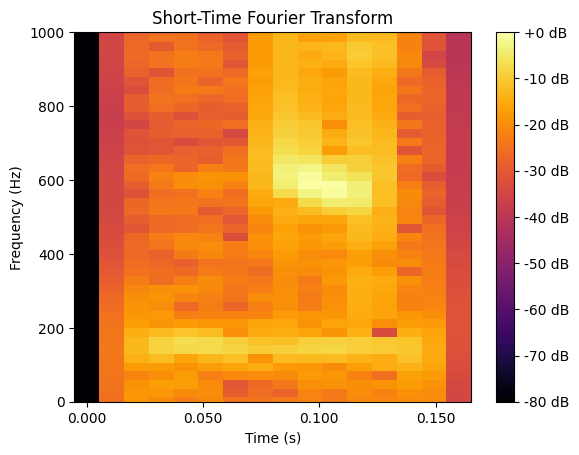 Short-Time Fourier Transform
1000
800
600
400
200
0
Frequency (Hz)
0.000
0.050
0.100
0.150
Time (s)
+0 dB
-10 dB
-20 dB
-30 dB
-40 dB
-50 dB
-60 dB
-70 dB
-80 dB